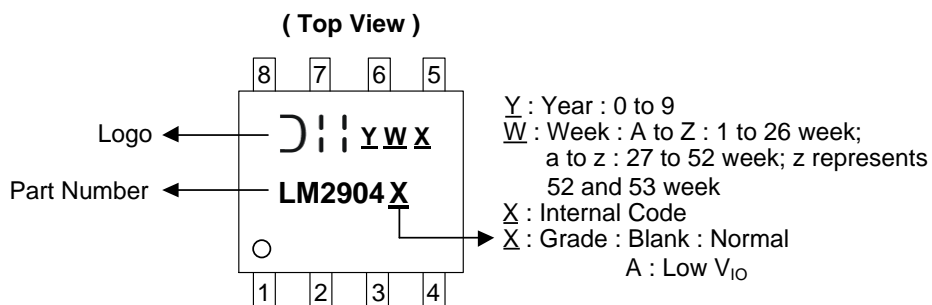 ( Top View )
8 7 6 5
Logo
Y W X
Part Number
LM2904 X
1 2 3 4
Y : Year : 0 to 9
W : Week : A to Z : 1 to 26 week;
a to z : 27 to 52 week; z represents
52 and 53 week
X : Internal Code
X : Grade : Blank : Normal
A : Low VIO